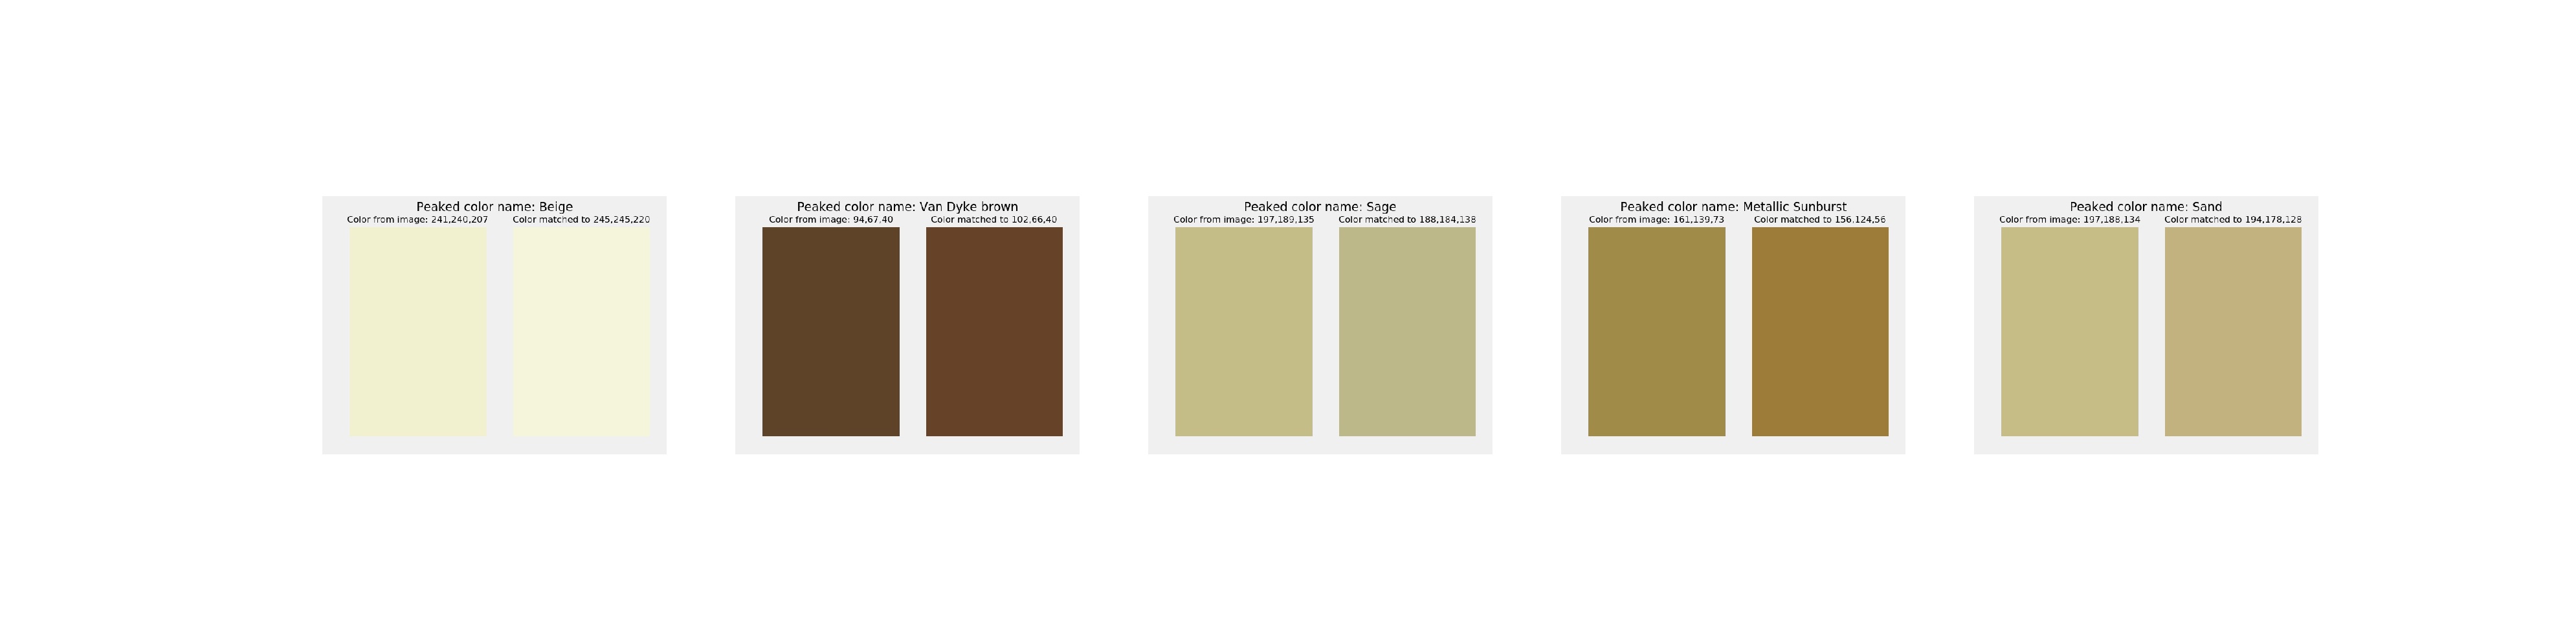 Peaked color name: Beige
Color from image: 241,240,207
Color matched to 245,245,220
Peaked color name: Van Dyke brown
Color from image: 94,67,40
Color matched to 102,66,40
Peaked color name: Sage
Color from image: 197,189,135
Color matched to 188,184,138
Peaked color name: Metallic Sunburst
Color from image: 161,139,73
Color matched to 156,124,56
Peaked color name: Sand
Color from image: 197,188,134
Color matched to 194,178,128